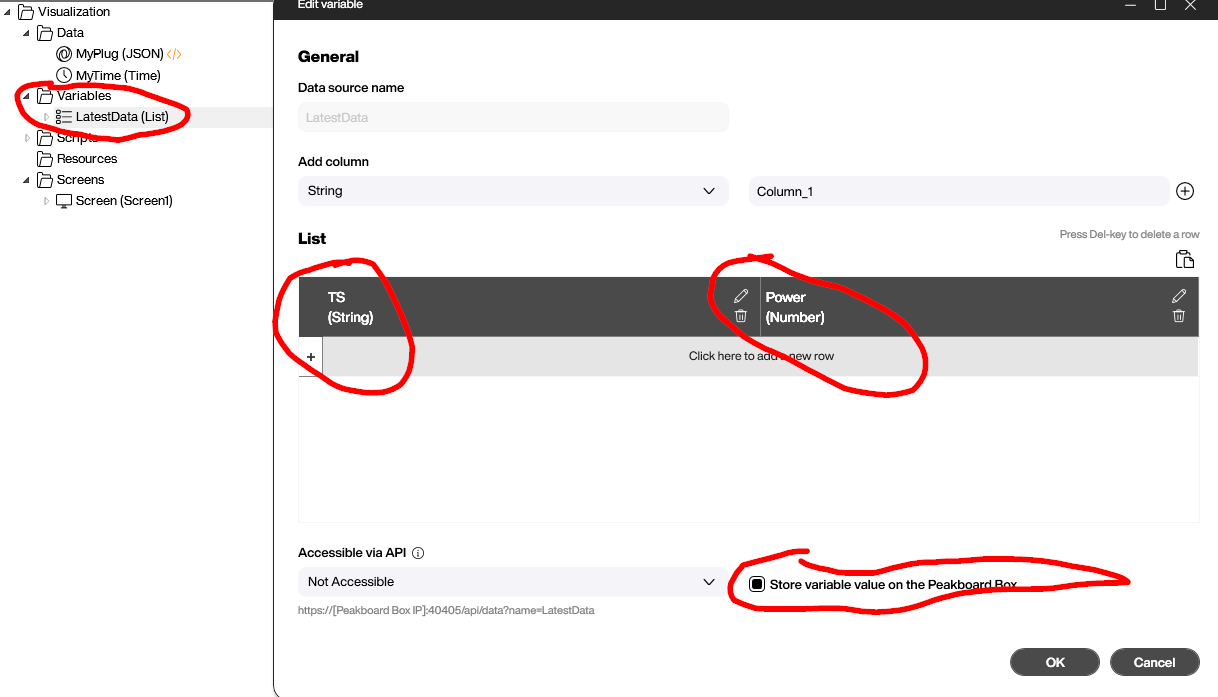 Visualization
Data
MyPlug (JSON) </>
MyTime (Time)
Variables
LatestData (List)
Scripts
Resources
Screens
Screen (Screen1)
Edit variable
General
Data source name
LatestData
Add column
String
Column_1
List
Press Del-key to delete a row
TS
(String)
Power
(Number)
+ Click here to add a new row
Accessible via API
Not Accessible
Store variable value on the Peakboard Box
https://[Peakboard Box IP]:40405/api/data?name=LatestData
OK
Cancel